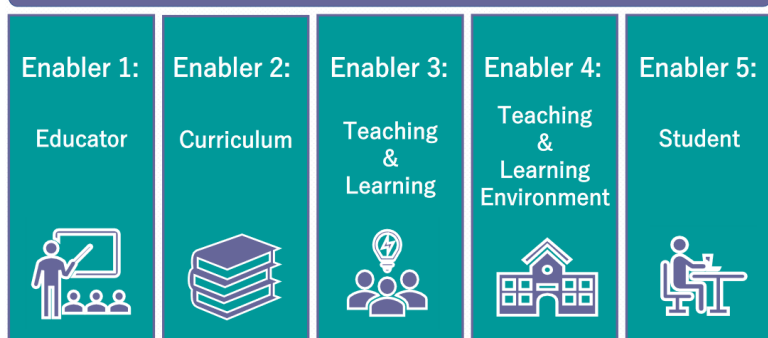 Enabler 1:
Educator
Enabler 2:
Curriculum
Enabler 3:
Teaching
&
Learning
Enabler 4:
Teaching
&
Learning
Environment
Enabler 5:
Student